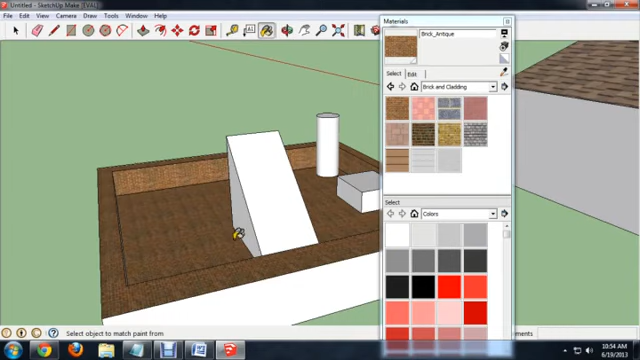 Untitled - SketchUp Make [EVAL]
File Edit View Camera Draw Tools Window Help
Materials
Brick_Antique
Select Edit
Brick and Cladding
Select
Colors
Select object to match paint from
10:54 AM
6/19/2013